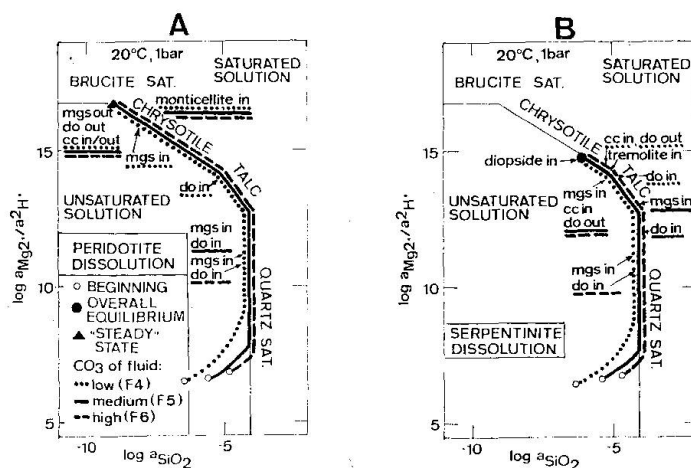 A
20°C, 1bar
BRUCITE SAT.
SATURATED
SOLUTION
monticellite in
CHRYSOTILE
TALC
mgs out
do out
cc in/out
mgs in
do in
UNSATURATED
SOLUTION
PERIDOTITE
DISSOLUTION
mgs in
do in
mgs in
do in
QUARTZ SAT.
BEGINNING
OVERALL
EQUILIBRIUM
"STEADY"
STATE
CO3 of fluid:
low (F4)
medium (F5)
high (F6)
15
10
5
-10
-5
log aMg2+/a²H+
log aSiO2
B
20°C, 1bar
BRUCITE SAT.
SATURATED
SOLUTION
CHRYSOTILE
TALC
cc in, do out
tremolite in
diopside in
do in
mgs in
UNSATURATED
SOLUTION
mgs in
cc in
do out
do in
mgs in
do in
QUARTZ SAT.
SERPENTINITE
DISSOLUTION
15
10
5
-10
-5
log aMg2+/a²H+
log aSiO2